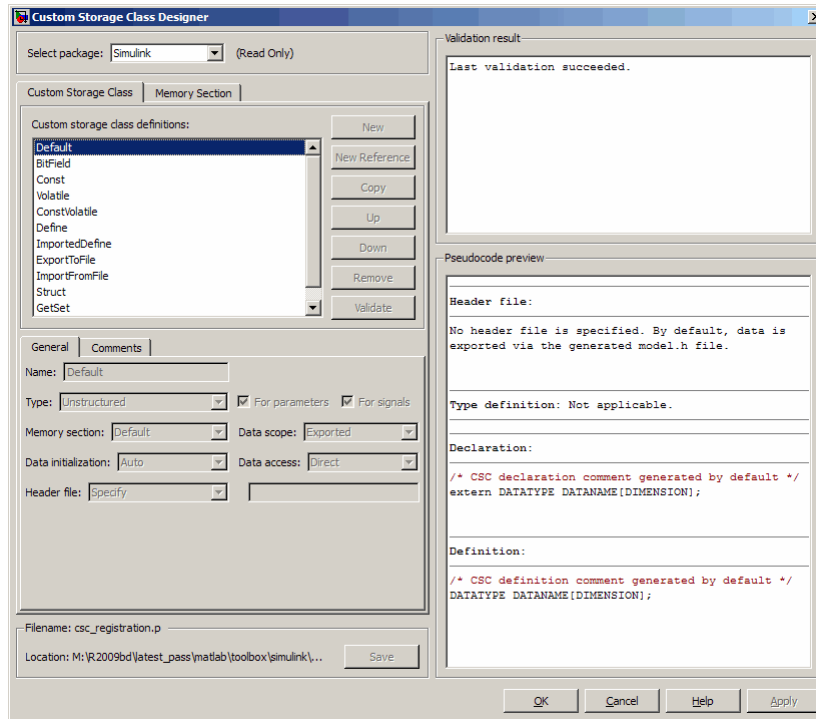 Custom Storage Class Designer
Select package: Simulink (Read Only)
Custom Storage Class Memory Section
Custom storage class definitions:
Default
BitField
Const
Volatile
ConstVolatile
Define
ImportedDefine
ExportToFile
ImportFromFile
Struct
GetSet
New
New Reference
Copy
Up
Down
Remove
Validate
General Comments
Name: Default
Type: Unstructured For parameters For signals
Memory section: Default Data scope: Exported
Data initialization: Auto Data access: Direct
Header file: Specify
Filename: csc_registration.p
Location: M:\R2009bd\latest_pass\matlab\toolbox\simulink\... Save
Validation result
Last validation succeeded.
Pseudocode preview
Header file:
No header file is specified. By default, data is
exported via the generated model.h file.
Type definition: Not applicable.
Declaration:
/* CSC declaration comment generated by default */
extern DATATYPE DATANAME[DIMENSION];
Definition:
/* CSC definition comment generated by default */
DATATYPE DATANAME[DIMENSION];
OK Cancel Help Apply